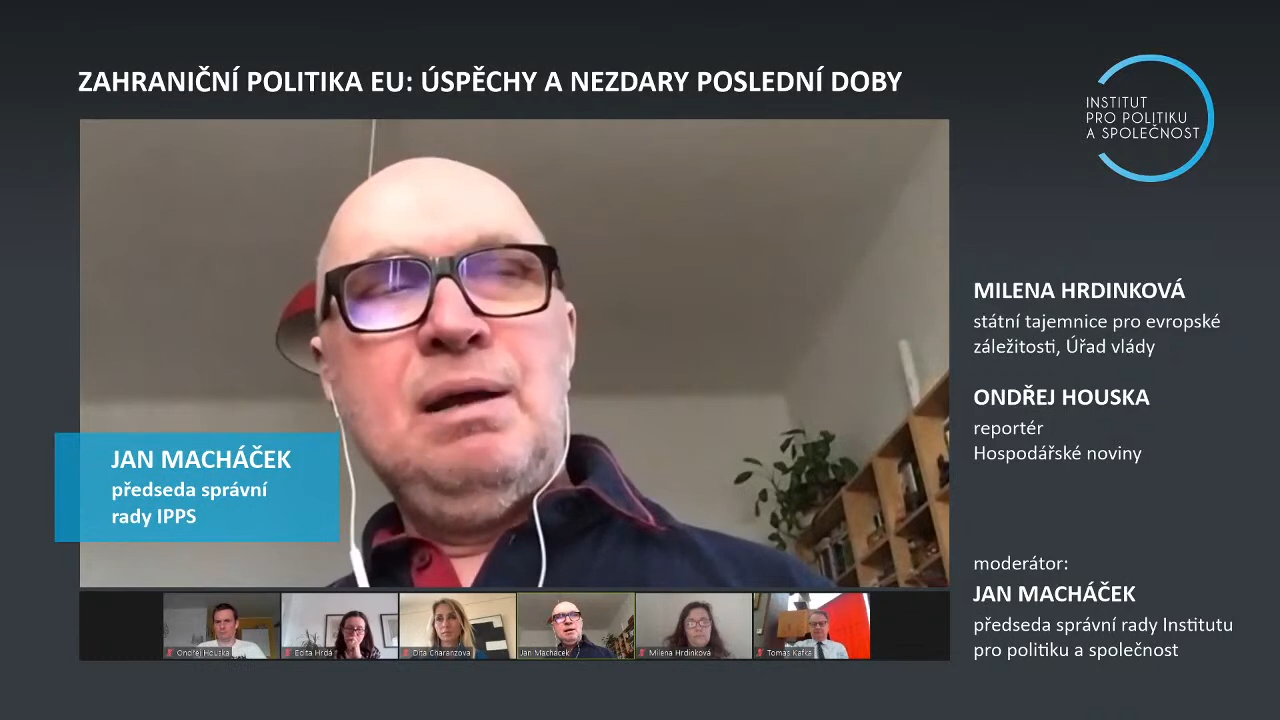 ZAHRANIČNÍ POLITIKA EU: ÚSPĚCHY A NEZDARY POSLEDNÍ DOBY
INSTITUT
PRO POLITIKU
A SPOLEČNOST
MILENA HRDINKOVÁ
státní tajemnice pro evropské
záležitosti, Úřad vlády
ONDŘEJ HOUSKA
reportér
Hospodářské noviny
JAN MACHÁČEK
předseda správní
rady IPPS
moderátor:
JAN MACHÁČEK
předseda správní rady Institutu
pro politiku a společnost
Ondřej Houska
Edita Hrdá
Dita Charanzová
Jan Macháček
Milena Hrdinková
Tomas Kafka